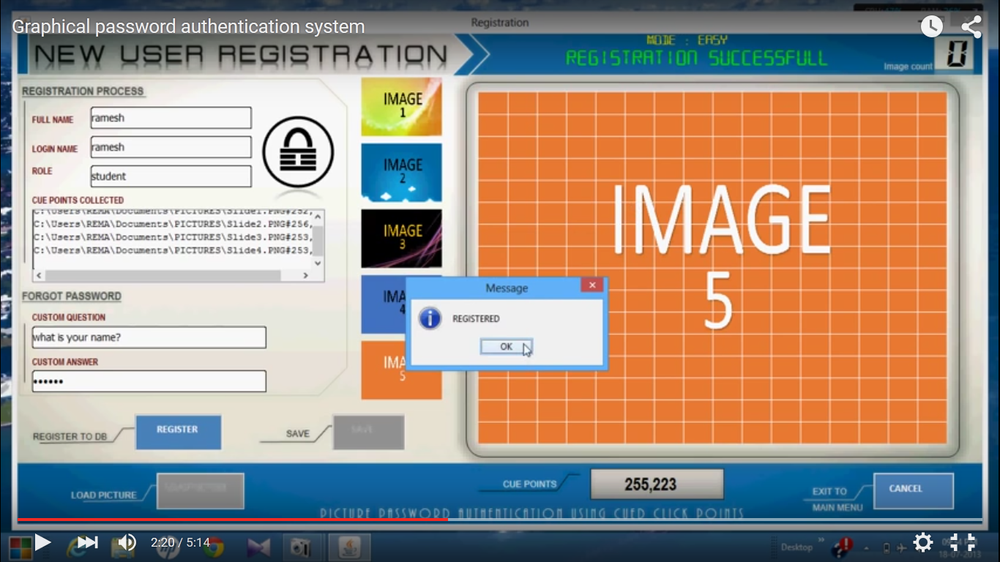 Graphical password authentication system
Registration
NEW USER REGISTRATION
MODE : EASY
REGISTRATION SUCCESSFULL
Image count
0
REGISTRATION PROCESS
FULL NAME
ramesh
LOGIN NAME
ramesh
ROLE
student
CUE POINTS COLLECTED
C:\Users\REMA\Documents\PICTURES\Slide1.PNG#252,
C:\Users\REMA\Documents\PICTURES\Slide2.PNG#256,
C:\Users\REMA\Documents\PICTURES\Slide3.PNG#253,
C:\Users\REMA\Documents\PICTURES\Slide4.PNG#253,
FORGOT PASSWORD
CUSTOM QUESTION
what is your name?
CUSTOM ANSWER
••••••
REGISTER TO DB
REGISTER
SAVE
SAVE
IMAGE
1
IMAGE
2
IMAGE
3
IMA
4
IMA
5
IMAGE
5
Message
REGISTERED
OK
LOAD PICTURE
CUE POINTS
255,223
EXIT TO
MAIN MENU
CANCEL
PICTURE PASSWORD AUTHENTICATION USING CUED CLICK POINTS
2:20 / 5:14
Desktop
18-07-2013